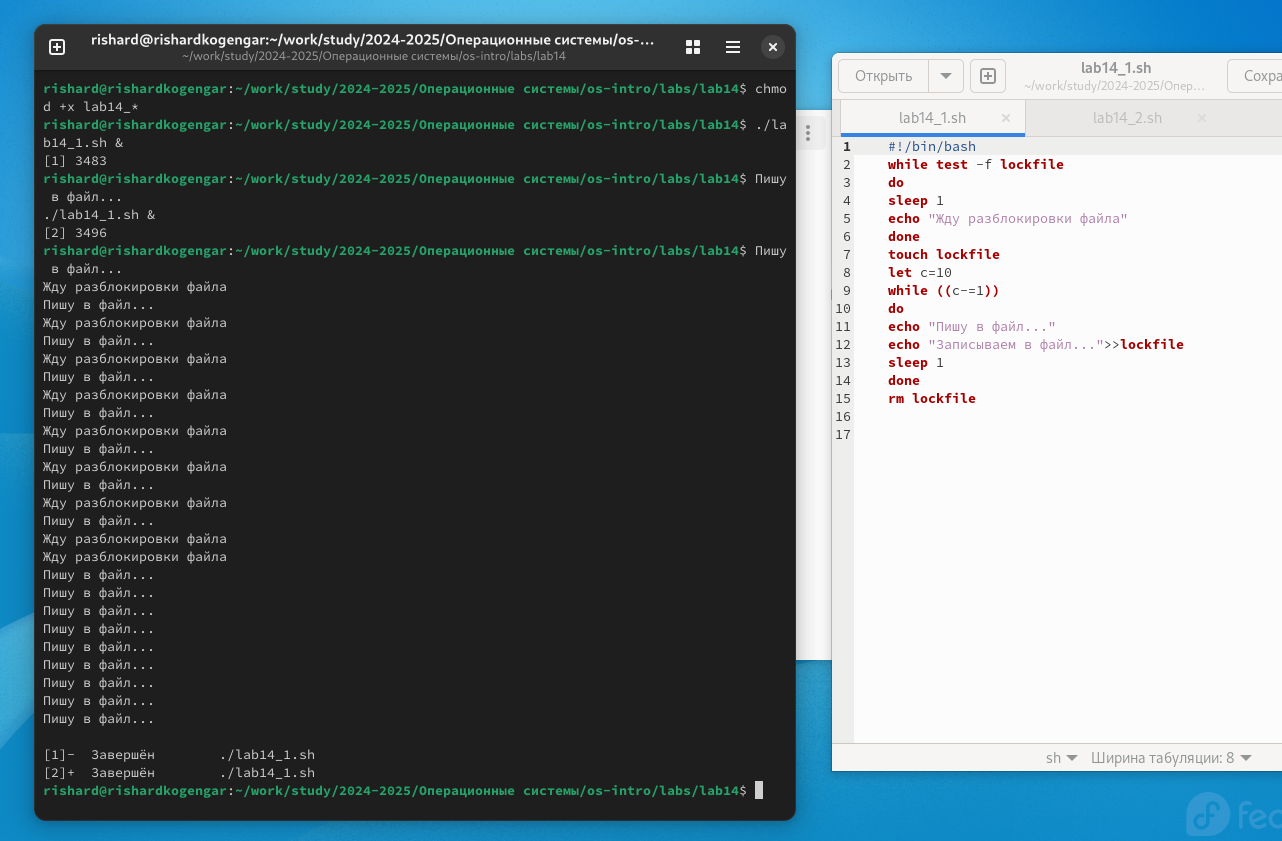 rishard@rishardkogengar:~/work/study/2024-2025/Операционные системы/os-...
~/work/study/2024-2025/Операционные системы/os-intro/labs/lab14
rishard@rishardkogengar:~/work/study/2024-2025/Операционные системы/os-intro/labs/lab14$ chmo
d +x lab14_*
rishard@rishardkogengar:~/work/study/2024-2025/Операционные системы/os-intro/labs/lab14$ ./la
b14_1.sh &
[1] 3483
rishard@rishardkogengar:~/work/study/2024-2025/Операционные системы/os-intro/labs/lab14$ Пишу
 в файл...
./lab14_1.sh &
[2] 3496
rishard@rishardkogengar:~/work/study/2024-2025/Операционные системы/os-intro/labs/lab14$ Пишу
 в файл...
Жду разблокировки файла
Пишу в файл...
Жду разблокировки файла
Пишу в файл...
Жду разблокировки файла
Пишу в файл...
Жду разблокировки файла
Пишу в файл...
Жду разблокировки файла
Пишу в файл...
Жду разблокировки файла
Пишу в файл...
Жду разблокировки файла
Пишу в файл...
Жду разблокировки файла
Жду разблокировки файла
Пишу в файл...
Пишу в файл...
Пишу в файл...
Пишу в файл...
Пишу в файл...
Пишу в файл...
Пишу в файл...
Пишу в файл...
Пишу в файл...
[1]-  Завершён        ./lab14_1.sh
[2]+  Завершён        ./lab14_1.sh
rishard@rishardkogengar:~/work/study/2024-2025/Операционные системы/os-intro/labs/lab14$
Открыть
lab14_1.sh
~/work/study/2024-2025/Опер...
Сохра
lab14_1.sh
lab14_2.sh
1 #!/bin/bash
2 while test -f lockfile
3 do
4 sleep 1
5 echo "Жду разблокировки файла"
6 done
7 touch lockfile
8 let c=10
9 while ((c-=1))
10 do
11 echo "Пишу в файл..."
12 echo "Записываем в файл...">>lockfile
13 sleep 1
14 done
15 rm lockfile
16
17
sh
Ширина табуляции: 8
fed